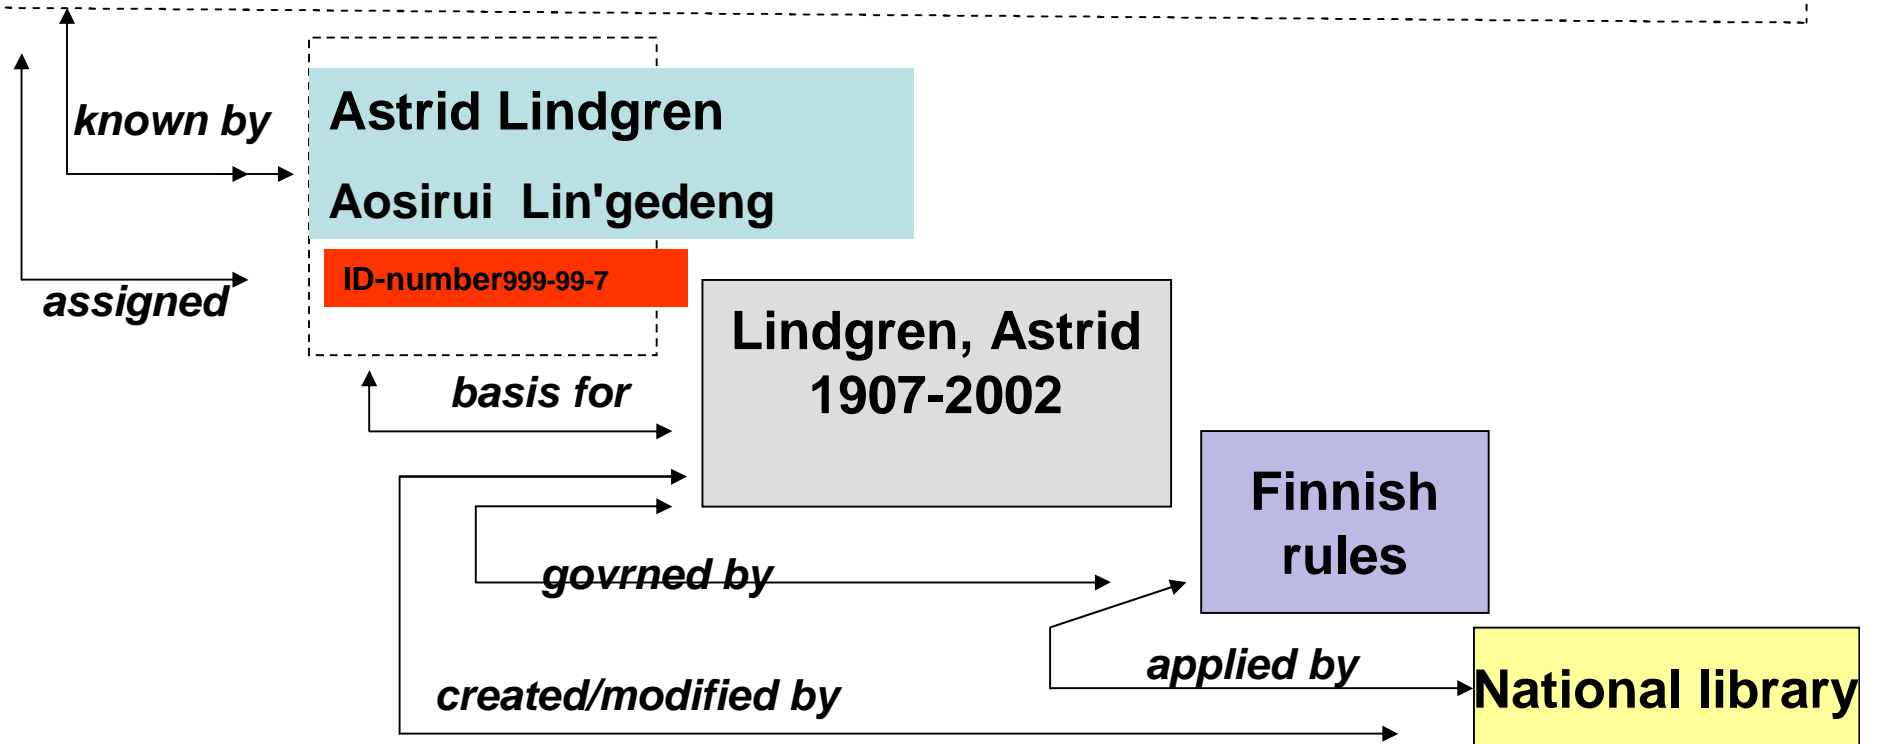 known by
Astrid Lindgren
Aosirui Lin'gedeng
ID-number999-99-7
assigned
Lindgren, Astrid
1907-2002
basis for
Finnish
rules
govrned by
applied by
National library
created/modified by